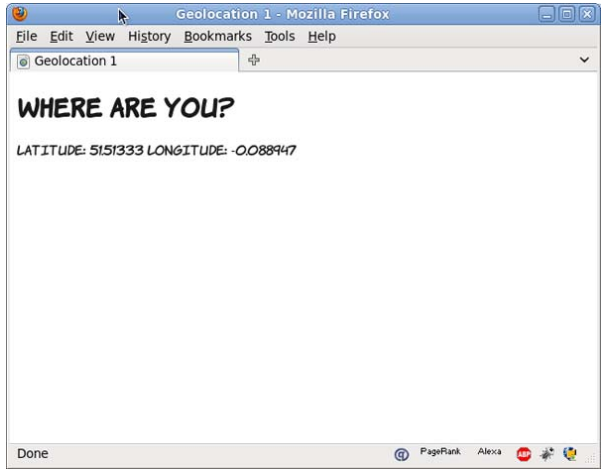 Geolocation 1 - Mozilla Firefox
File Edit View History Bookmarks Tools Help
Geolocation 1
WHERE ARE YOU?
LATITUDE: 51.51333 LONGITUDE: -0.088947
Done @ PageRank Alexa ABP